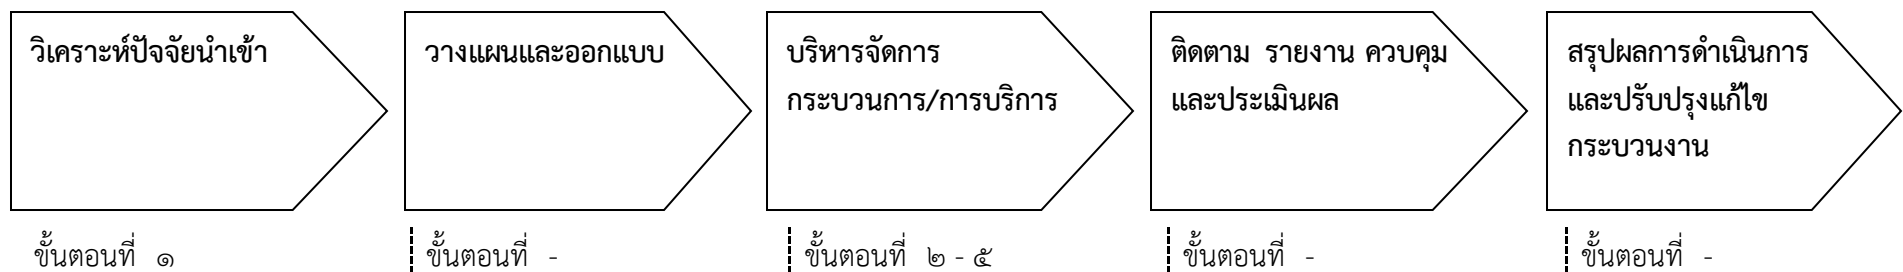 วิเคราะห์ปัจจัยนำเข้า
วางแผนและออกแบบ
บริหารจัดการ
กระบวนการ/การบริการ
ติดตาม รายงาน ควบคุม
และประเมินผล
สรุปผลการดำเนินการ
และปรับปรุงแก้ไข
กระบวนงาน
ขั้นตอนที่ ๑
ขั้นตอนที่ -
ขั้นตอนที่ ๒ - ๕
ขั้นตอนที่ -
ขั้นตอนที่ -